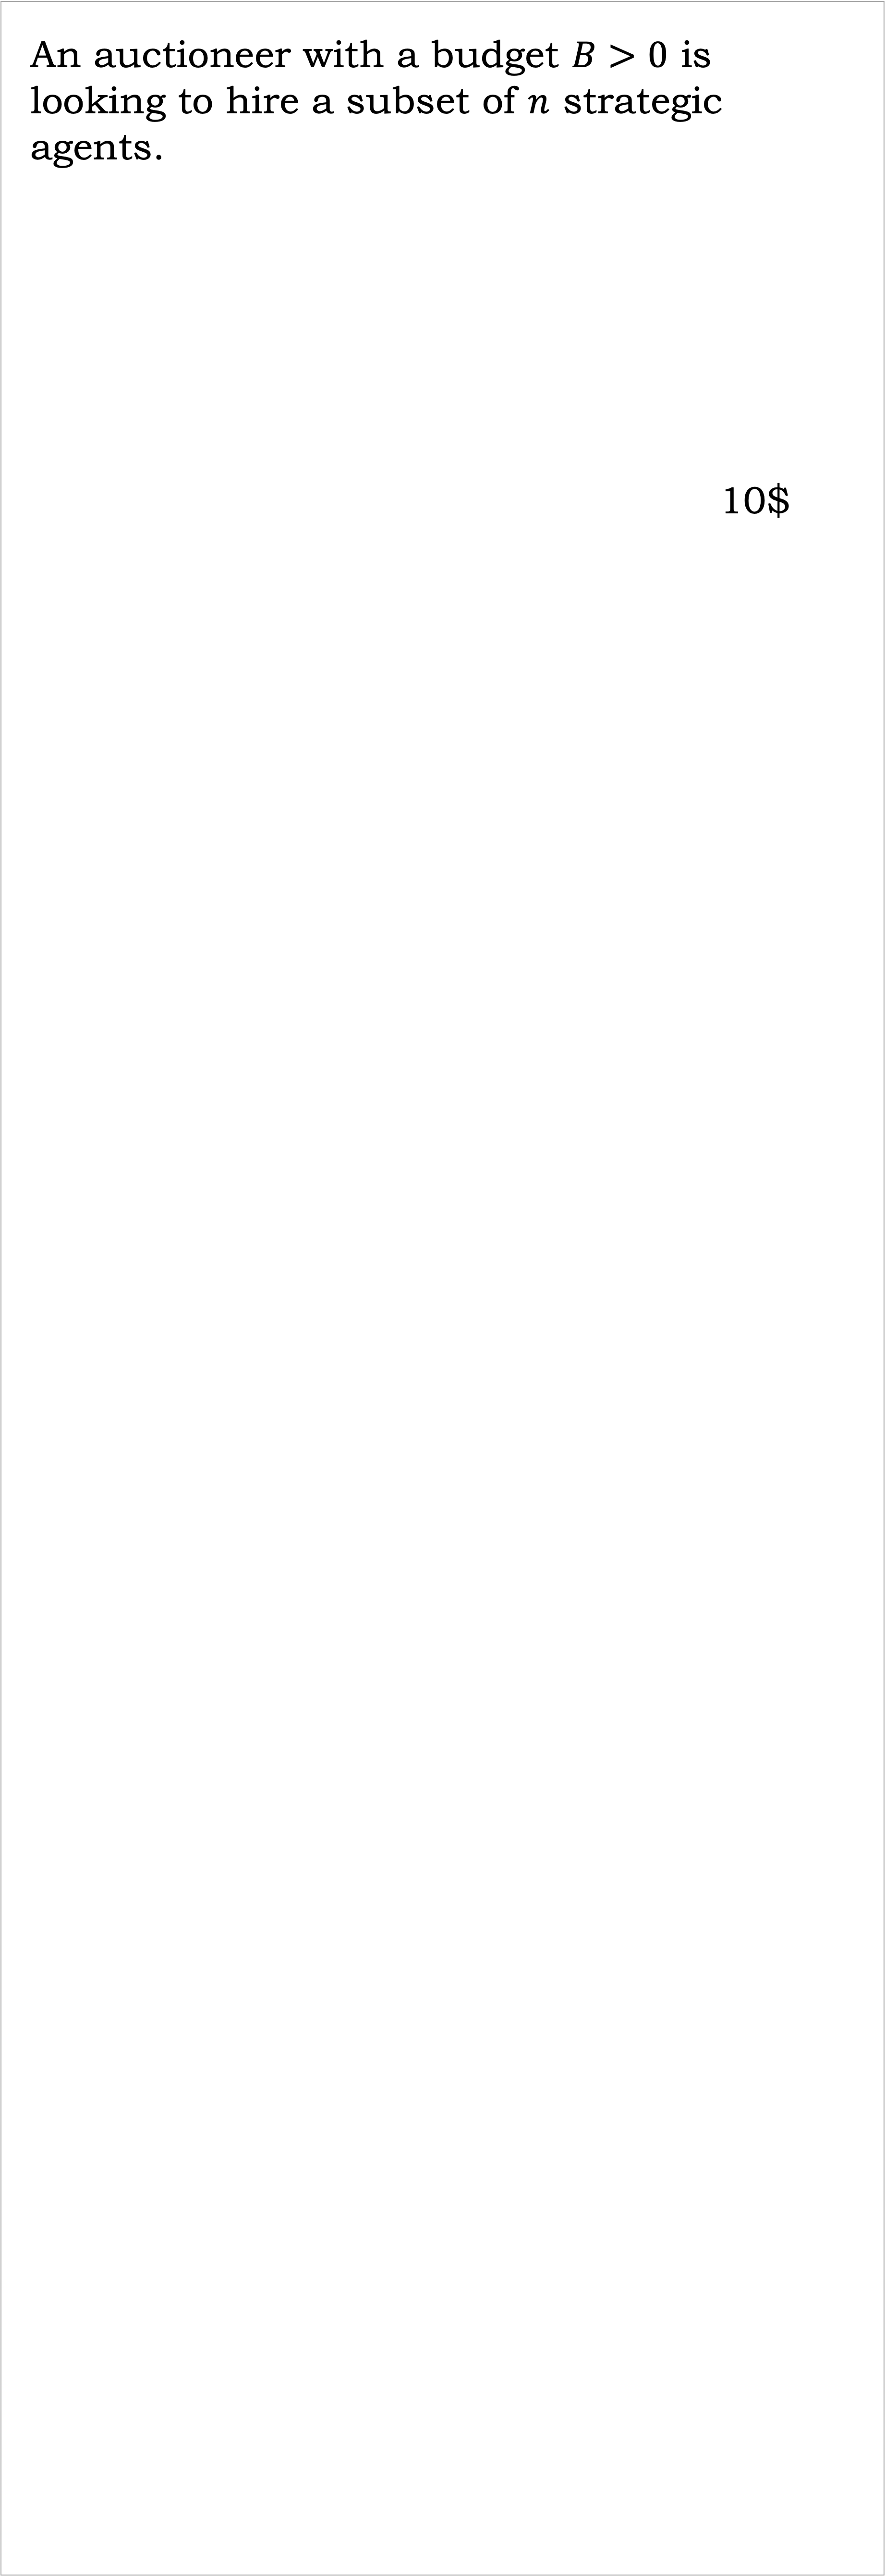 An auctioneer with a budget B > 0 is
looking to hire a subset of n strategic
agents.
10$